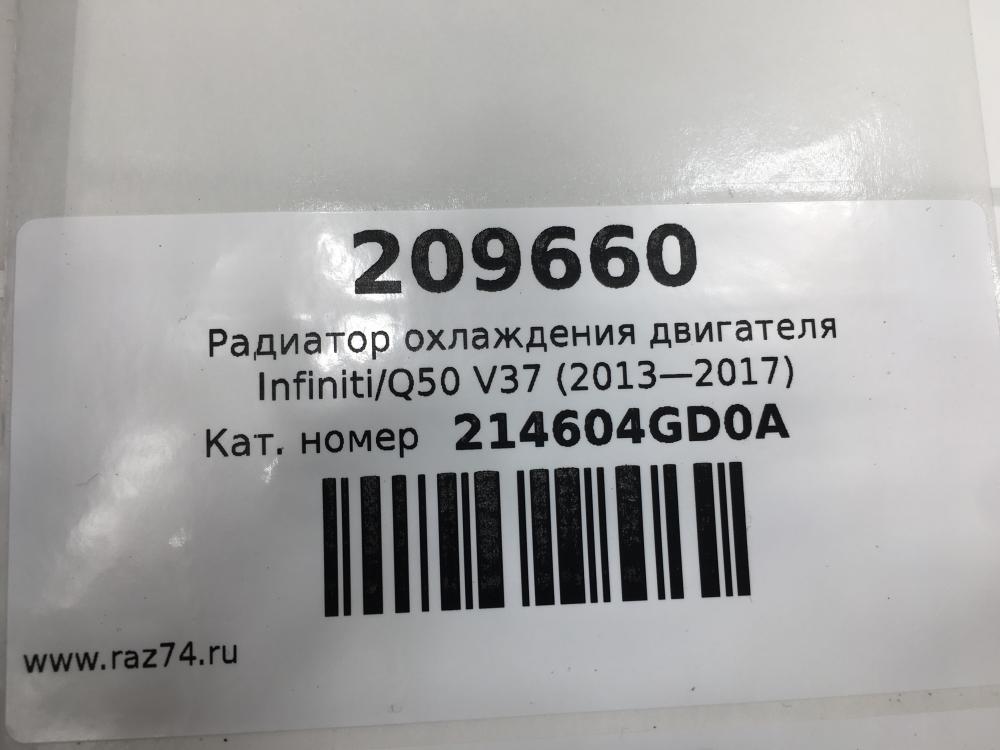 209660
Радиатор охлаждения двигателя
Infiniti/Q50 V37 (2013—2017)
Кат. номер 214604GD0A
www.raz74.ru